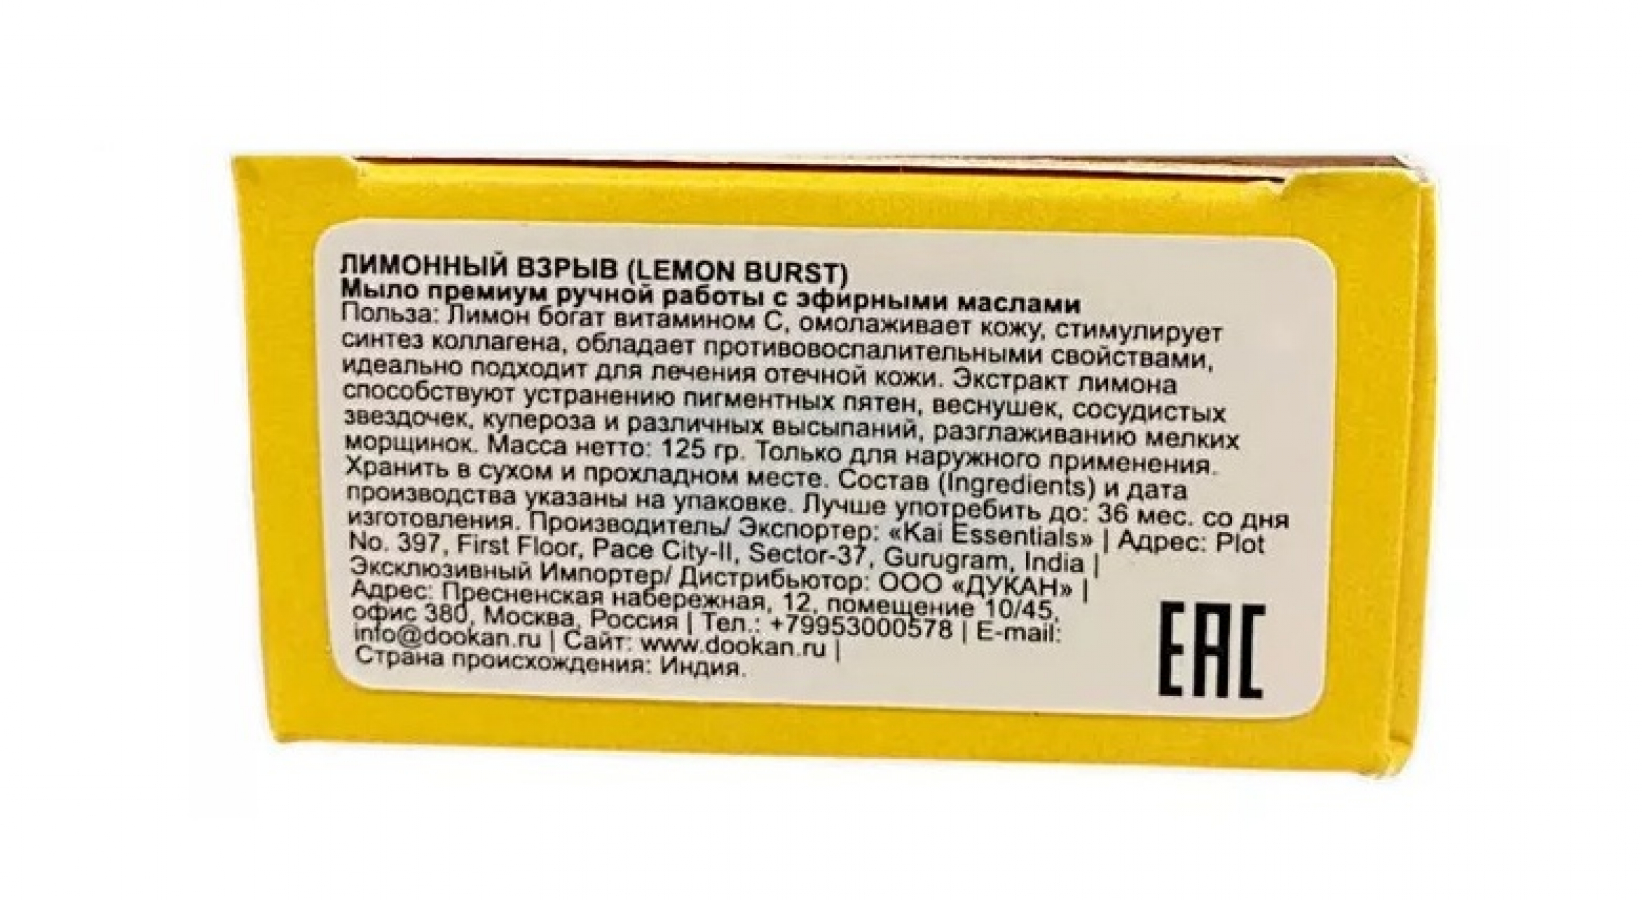 ЛИМОННЫЙ ВЗРЫВ (LEMON BURST)
Мыло премиум ручной работы с эфирными маслами
Польза: Лимон богат витамином С, омолаживает кожу, стимулирует
синтез коллагена, обладает противовоспалительными свойствами,
идеально подходит для лечения отечной кожи. Экстракт лимона
способствуют устранению пигментных пятен, веснушек, сосудистых
звездочек, купероза и различных высыпаний, разглаживанию мелких
морщинок. Масса нетто: 125 гр. Только для наружного применения.
Хранить в сухом и прохладном месте. Состав (Ingredients) и дата
производства указаны на упаковке. Лучше употребить до: 36 мес. со дня
изготовления. Производитель/ Экспортер: «Kai Essentials» | Адрес: Plot
No. 397, First Floor, Pace City-II, Sector-37, Gurugram, India |
Эксклюзивный Импортер/ Дистрибьютор: ООО «ДУКАН» |
Адрес: Пресненская набережная, 12, помещение 10/45,
офис 380, Москва, Россия | Тел.: +79953000578 | E-mail:
info@dookan.ru | Сайт: www.dookan.ru |
Страна происхождения: Индия.
EAC